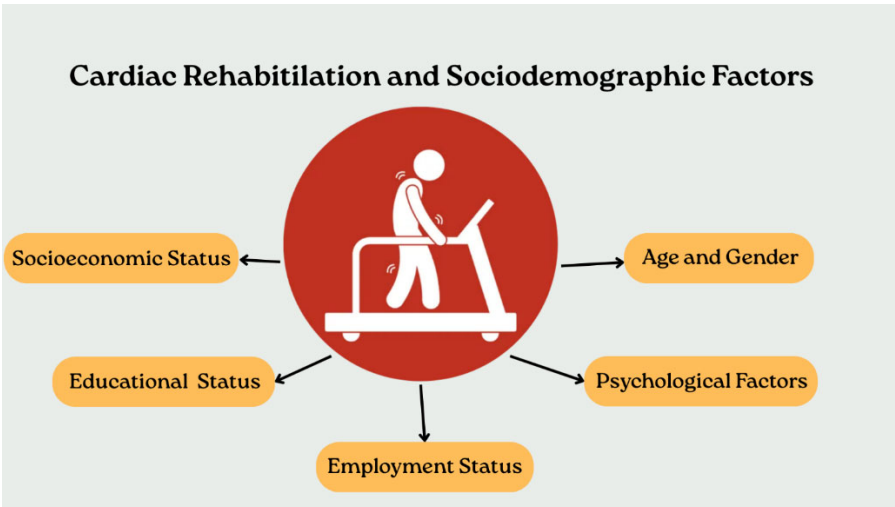 Cardiac Rehabitilation and Sociodemographic Factors
Socioeconomic Status
Age and Gender
Educational Status
Psychological Factors
Employment Status